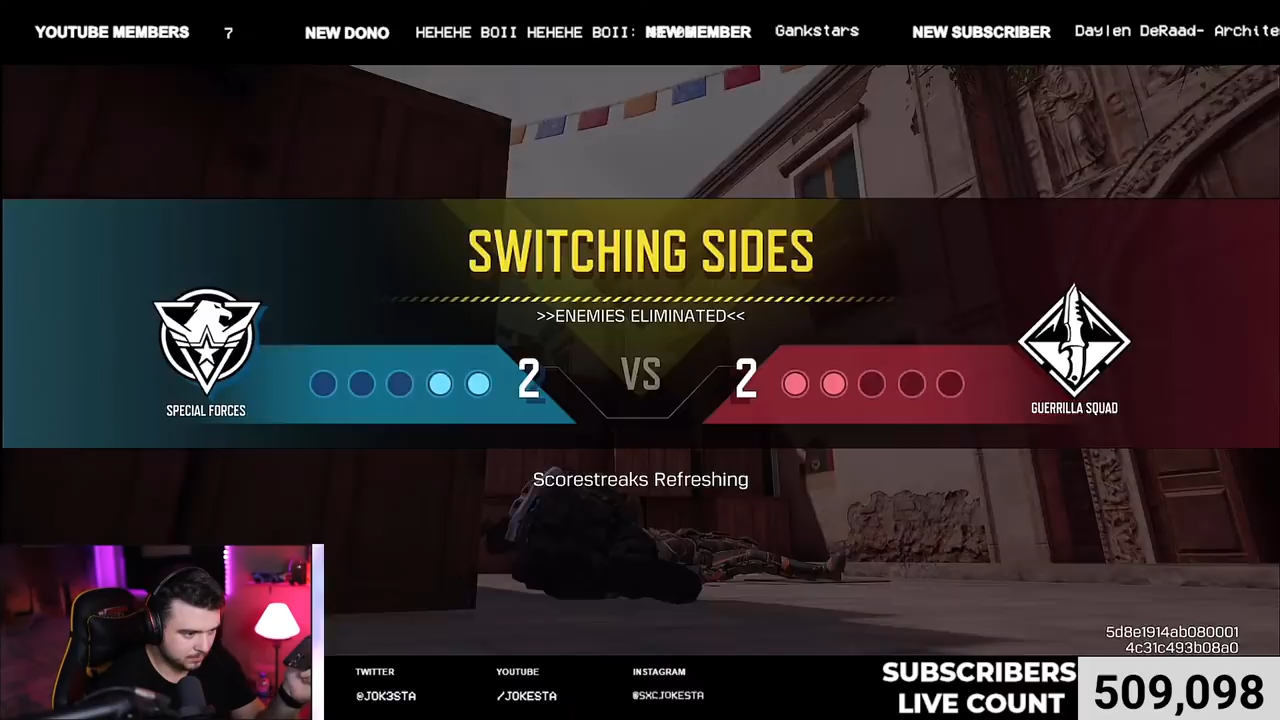 YOUTUBE MEMBERS 7 NEW DONO HEHEHE BOII HEHEHE BOII: NEW MEMBER Gankstars NEW SUBSCRIBER Daylen DeRaad- Archite
SWITCHING SIDES
>>ENEMIES ELIMINATED<<
2 VS 2
SPECIAL FORCES GUERRILLA SQUAD
Scorestreaks Refreshing
5d8e1914ab080001
4c31c493b08a0
TWITTER YOUTUBE INSTAGRAM
@JOK3STA /JOKESTA @SXCJOKESTA
SUBSCRIBERS
LIVE COUNT 509,098